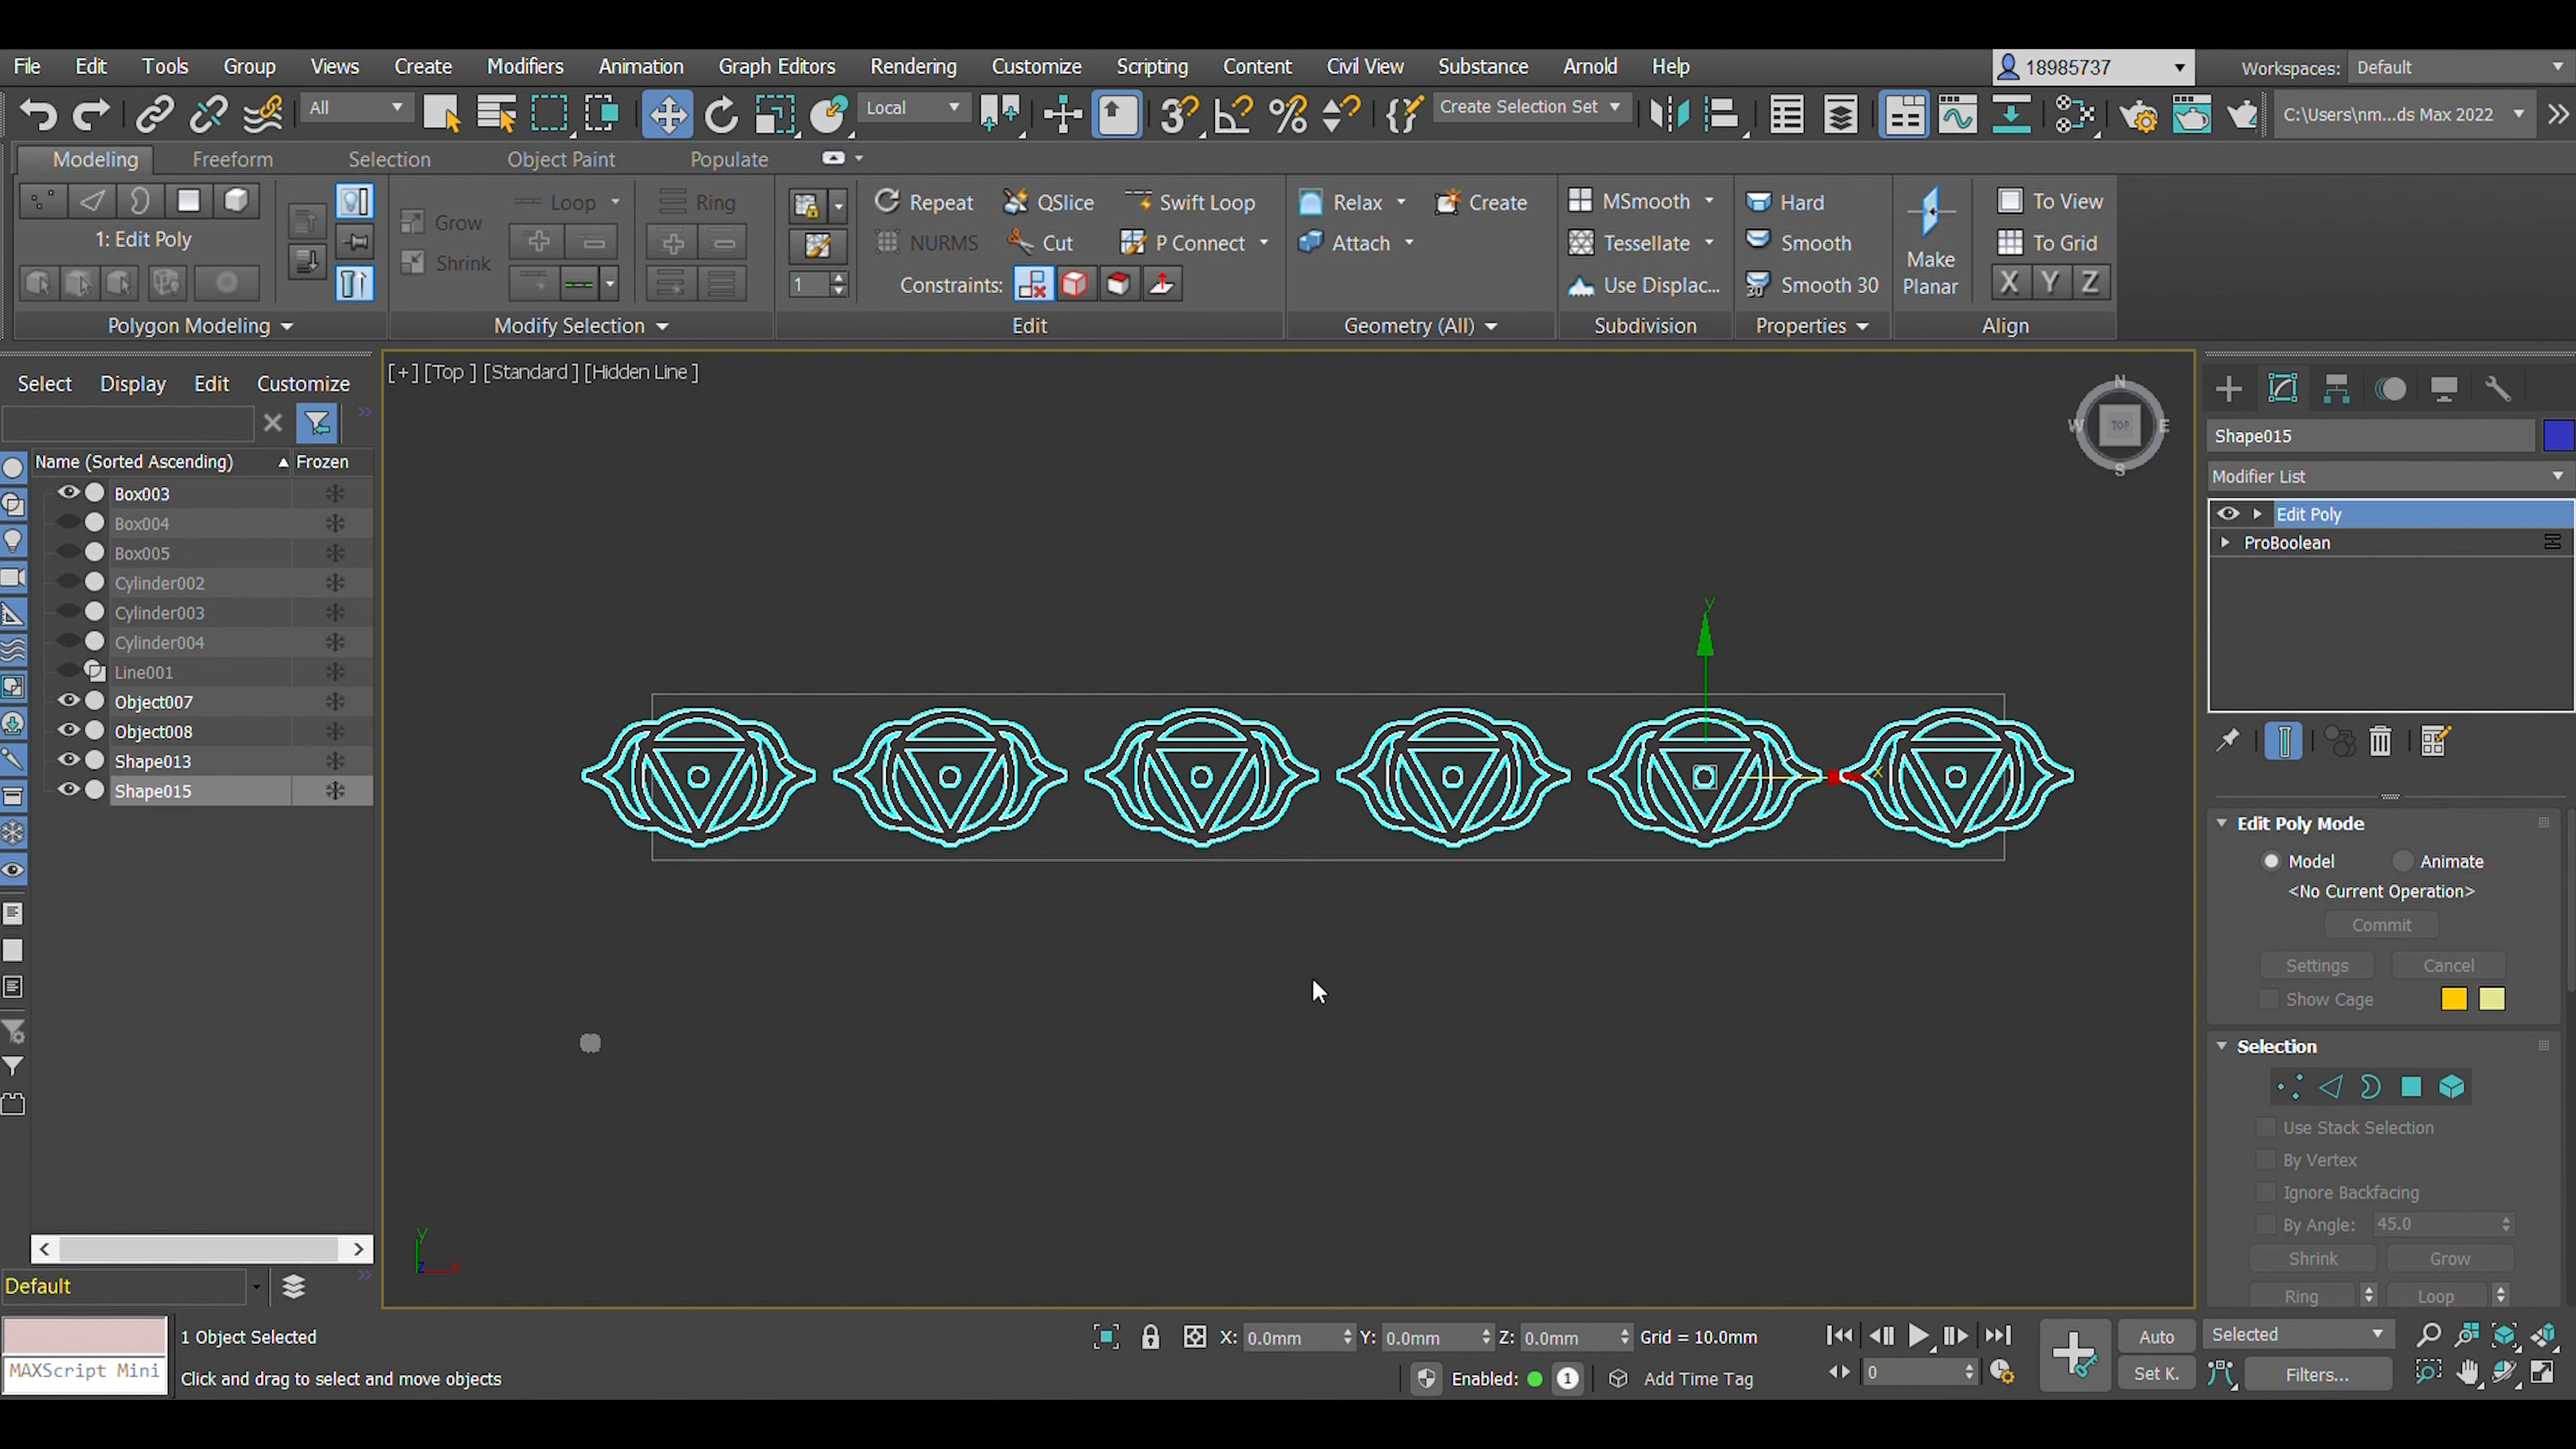 File Edit Tools Group Views Create Modifiers Animation Graph Editors Rendering Customize Scripting Content Civil View Substance Arnold Help 18985737 Workspaces: Default
All Local Create Selection Set C:\Users\nm...ds Max 2022
Modeling Freeform Selection Object Paint Populate
Loop Ring Repeat QSlice Swift Loop Relax Create MSmooth Hard To View
Grow
1: Edit Poly NURMS Cut P Connect Attach Tessellate Smooth To Grid
Shrink Make Planar
1 Constraints: Use Displac... 30 Smooth 30 X Y Z
Polygon Modeling Modify Selection Edit Geometry (All) Subdivision Properties Align
Select Display Edit Customize
[+] [Top ] [Standard ] [Hidden Line ]
N
W TOP E
S
Name (Sorted Ascending) Frozen
Box003
Box004
Box005
Cylinder002
Cylinder003
Cylinder004
Line001
Object007
Object008
Shape013
Shape015
y
x
y
z
Shape015
Modifier List
Edit Poly
ProBoolean
Edit Poly Mode
Model Animate
<No Current Operation>
Commit
Settings Cancel
Show Cage
Selection
Use Stack Selection
By Vertex
Ignore Backfacing
By Angle: 45.0
Shrink Grow
Ring Loop
Default
1 Object Selected X: 0.0mm Y: 0.0mm Z: 0.0mm Grid = 10.0mm Auto Selected
MAXScript Mini Click and drag to select and move objects Enabled: 1 Add Time Tag 0 Set K. Filters...